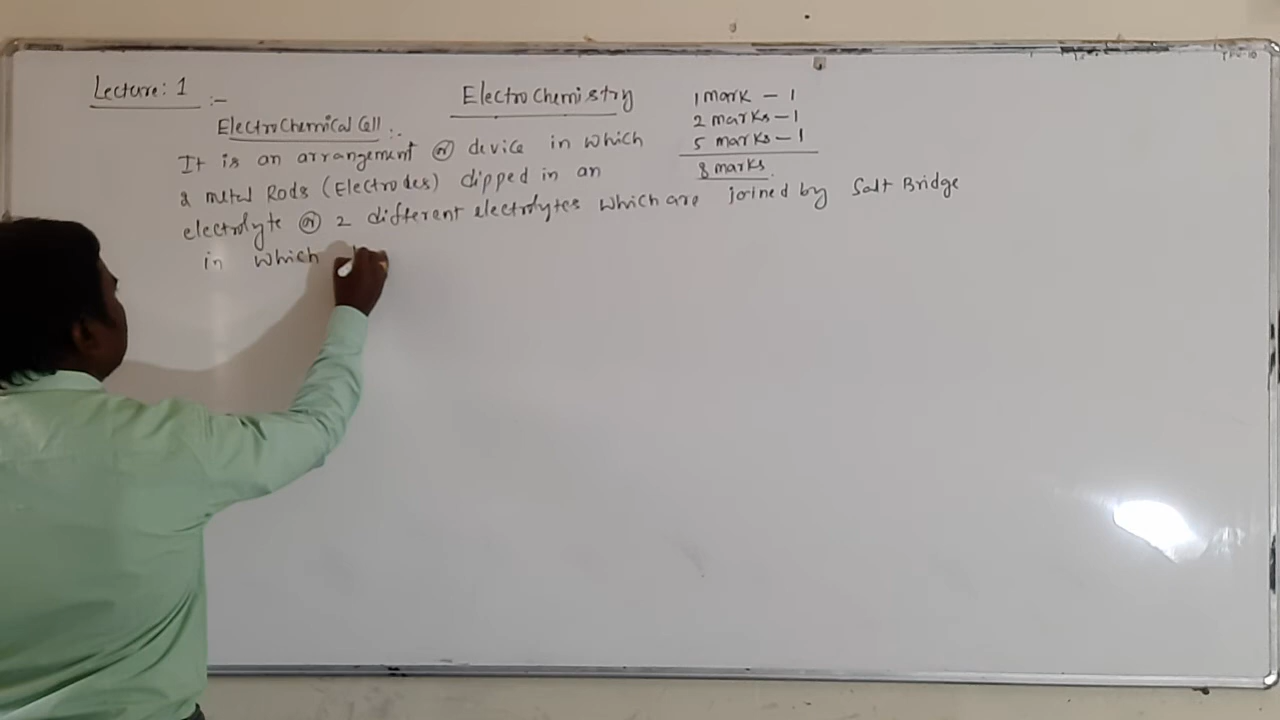 Lecture: 1 :-
ElectroChemistry
1 mark - 1
2 marks - 1
5 marks - 1
8 marks.
ElectroChemical Cell :-
It is an arrangement or device in which
2 metal Rods (Electrodes) dipped in an
electrolyte or 2 different electrolytes which are joined by Salt Bridge
in which